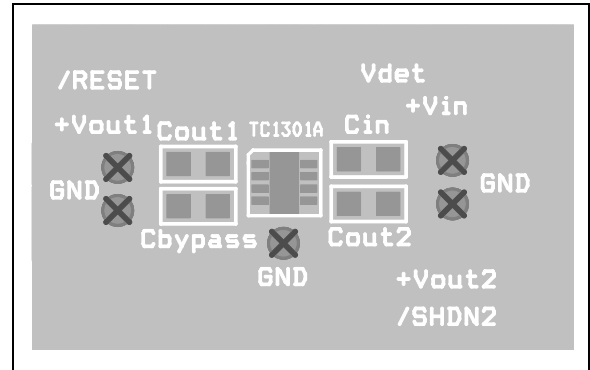 /RESET
Vdet
+Vin
+Vout1
Cout1
TC1301A
Cin
GND
GND
Cbypass
Cout2
GND
+Vout2
/SHDN2